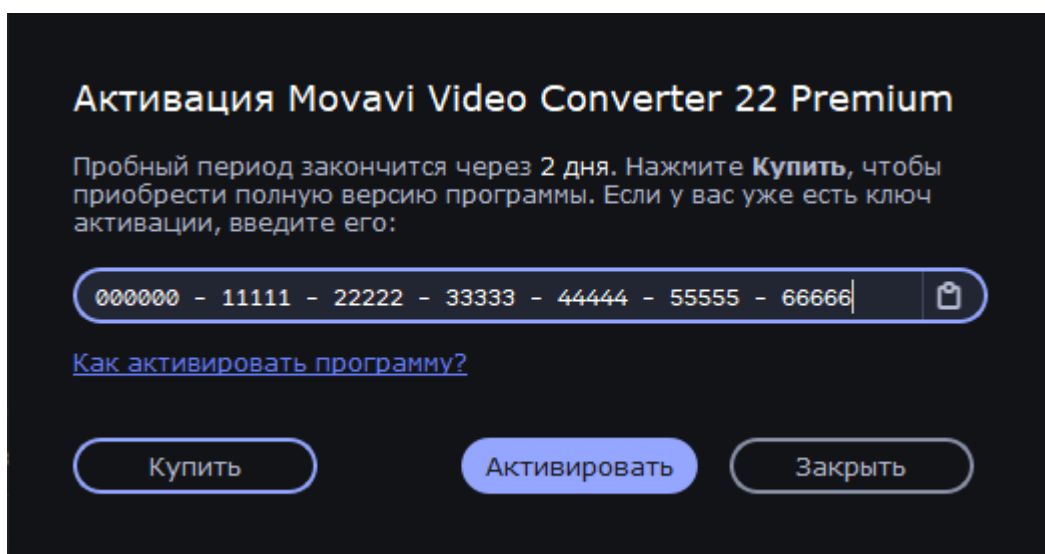 Активация Movavi Video Converter 22 Premium
Пробный период закончится через 2 дня. Нажмите Купить, чтобы
приобрести полную версию программы. Если у вас уже есть ключ
активации, введите его:
000000 - 11111 - 22222 - 33333 - 44444 - 55555 - 66666
Как активировать программу?
Купить Активировать Закрыть